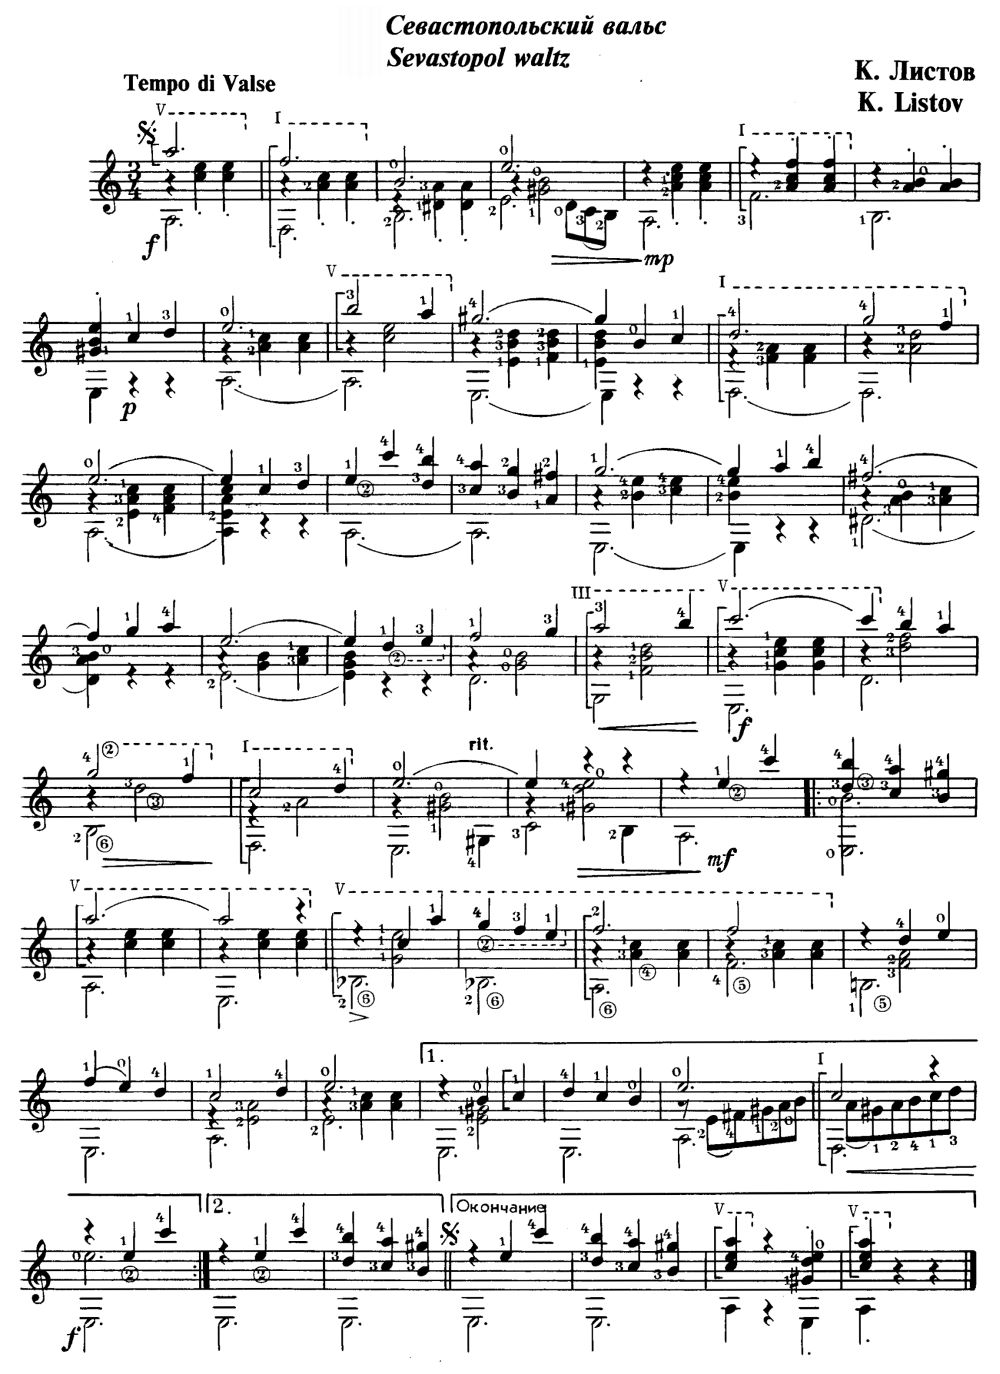 Севастопольский вальс
Sevastopol waltz
К. Листов
K. Listov
Tempo di Valse
V
I
I
f
mp
V
I
p
III
V
f
I
rit.
mf
V
V
1.
I
2.
Окончание
V
V
f